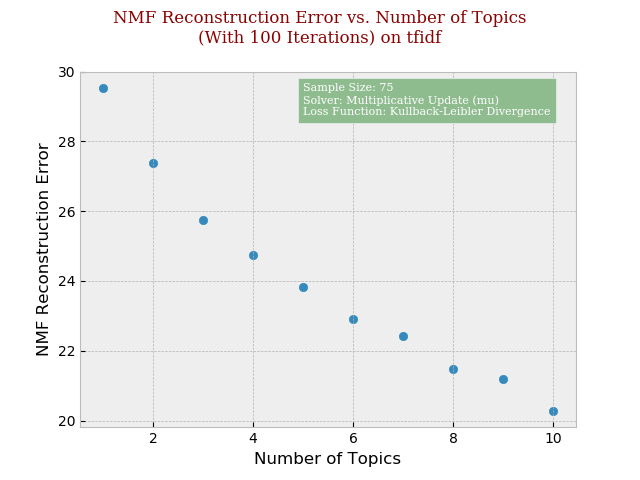 NMF Reconstruction Error vs. Number of Topics
(With 100 Iterations) on tfidf
Sample Size: 75
Solver: Multiplicative Update (mu)
Loss Function: Kullback-Leibler Divergence
NMF Reconstruction Error
30
28
26
24
22
20
2 4 6 8 10
Number of Topics